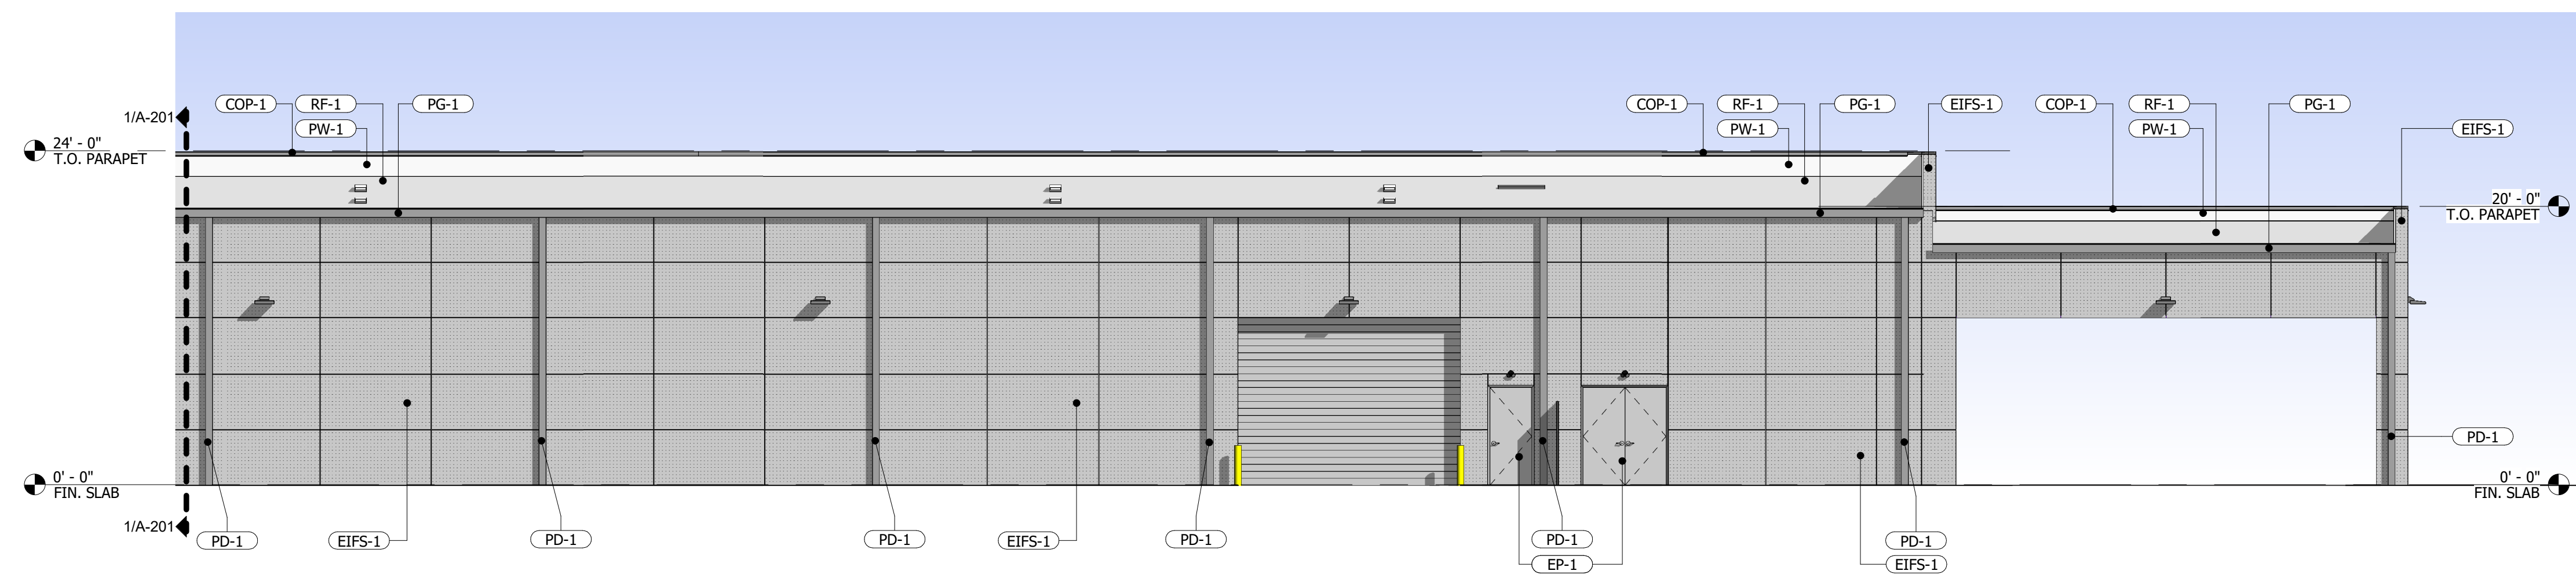 COP-1
RF-1
PG-1
COP-1
RF-1
PG-1
EIFS-1
COP-1
RF-1
PG-1
1/A-201
PW-1
PW-1
PW-1
EIFS-1
24' - 0"
T.O. PARAPET
20' - 0"
T.O. PARAPET
PD-1
0' - 0"
FIN. SLAB
0' - 0"
FIN. SLAB
1/A-201
PD-1
EIFS-1
PD-1
PD-1
EIFS-1
PD-1
PD-1
PD-1
EP-1
EIFS-1